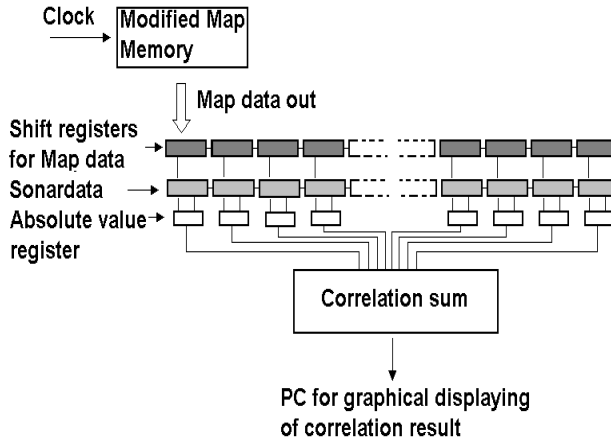 Clock
Modified Map
Memory
Map data out
Shift registers
for Map data
Sonardata
Absolute value
register
Correlation sum
PC for graphical displaying
of correlation result